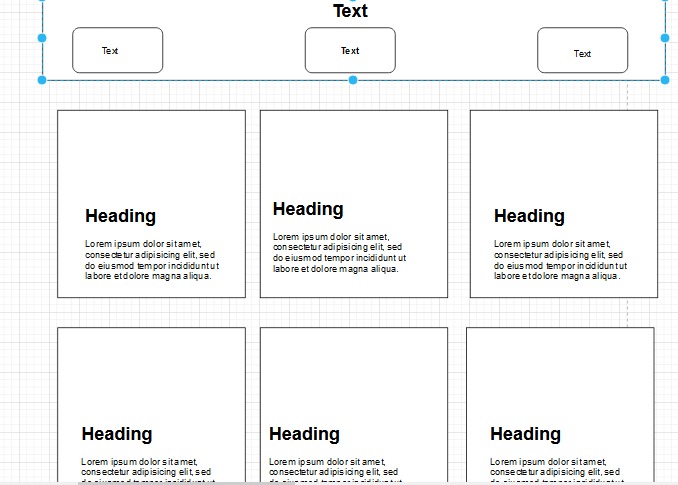 Text
Text
Text
Text
Heading
Lorem ipsum dolor sit amet,
consectetur adipisicing elit, sed
do eiusmod tempor incididunt ut
labore et dolore magna aliqua.
Heading
Lorem ipsum dolor sit amet,
consectetur adipisicing elit, sed
do eiusmod tempor incididunt ut
labore et dolore magna aliqua.
Heading
Lorem ipsum dolor sit amet,
consectetur adipisicing elit, sed
do eiusmod tempor incididunt ut
labore et dolore magna aliqua.
Heading
Lorem ipsum dolor sit amet,
consectetur adipisicing elit, sed
Heading
Lorem ipsum dolor sit amet,
consectetur adipisicing elit, sed
Heading
Lorem ipsum dolor sit amet,
consectetur adipisicing elit, sed